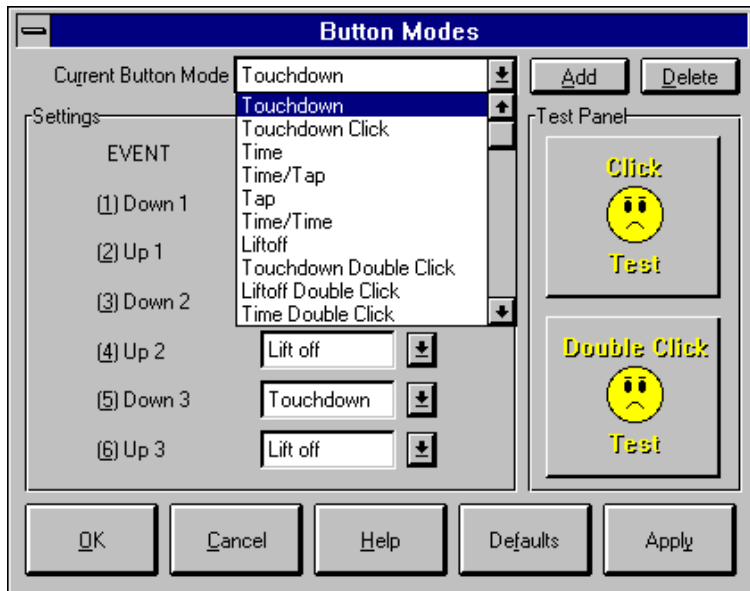 Button Modes
Current Button Mode Touchdown Add Delete
Touchdown
Touchdown Click
Time
Time/Tap
Tap
Time/Time
Liftoff
Touchdown Double Click
Liftoff Double Click
Time Double Click
Settings
EVENT
(1) Down 1
(2) Up 1
(3) Down 2
(4) Up 2 Lift off
(5) Down 3 Touchdown
(6) Up 3 Lift off
Test Panel
Click
Test
Double Click
Test
OK Cancel Help Defaults Apply